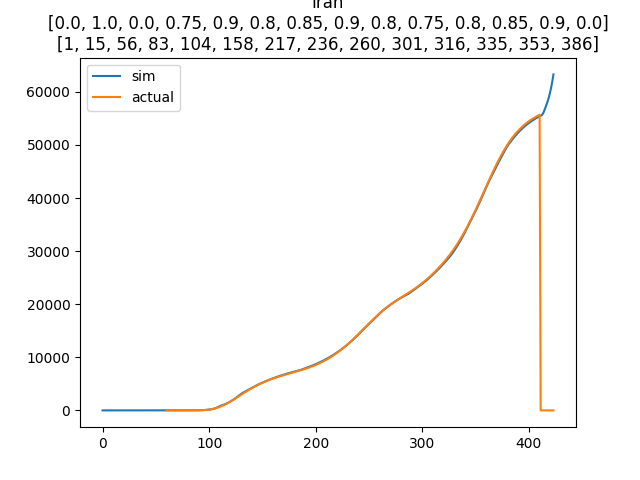 Iran
[0.0, 1.0, 0.0, 0.75, 0.9, 0.8, 0.85, 0.9, 0.8, 0.75, 0.8, 0.85, 0.9, 0.0]
[1, 15, 56, 83, 104, 158, 217, 236, 260, 301, 316, 335, 353, 386]
sim
actual
60000
50000
40000
30000
20000
10000
0
0 100 200 300 400